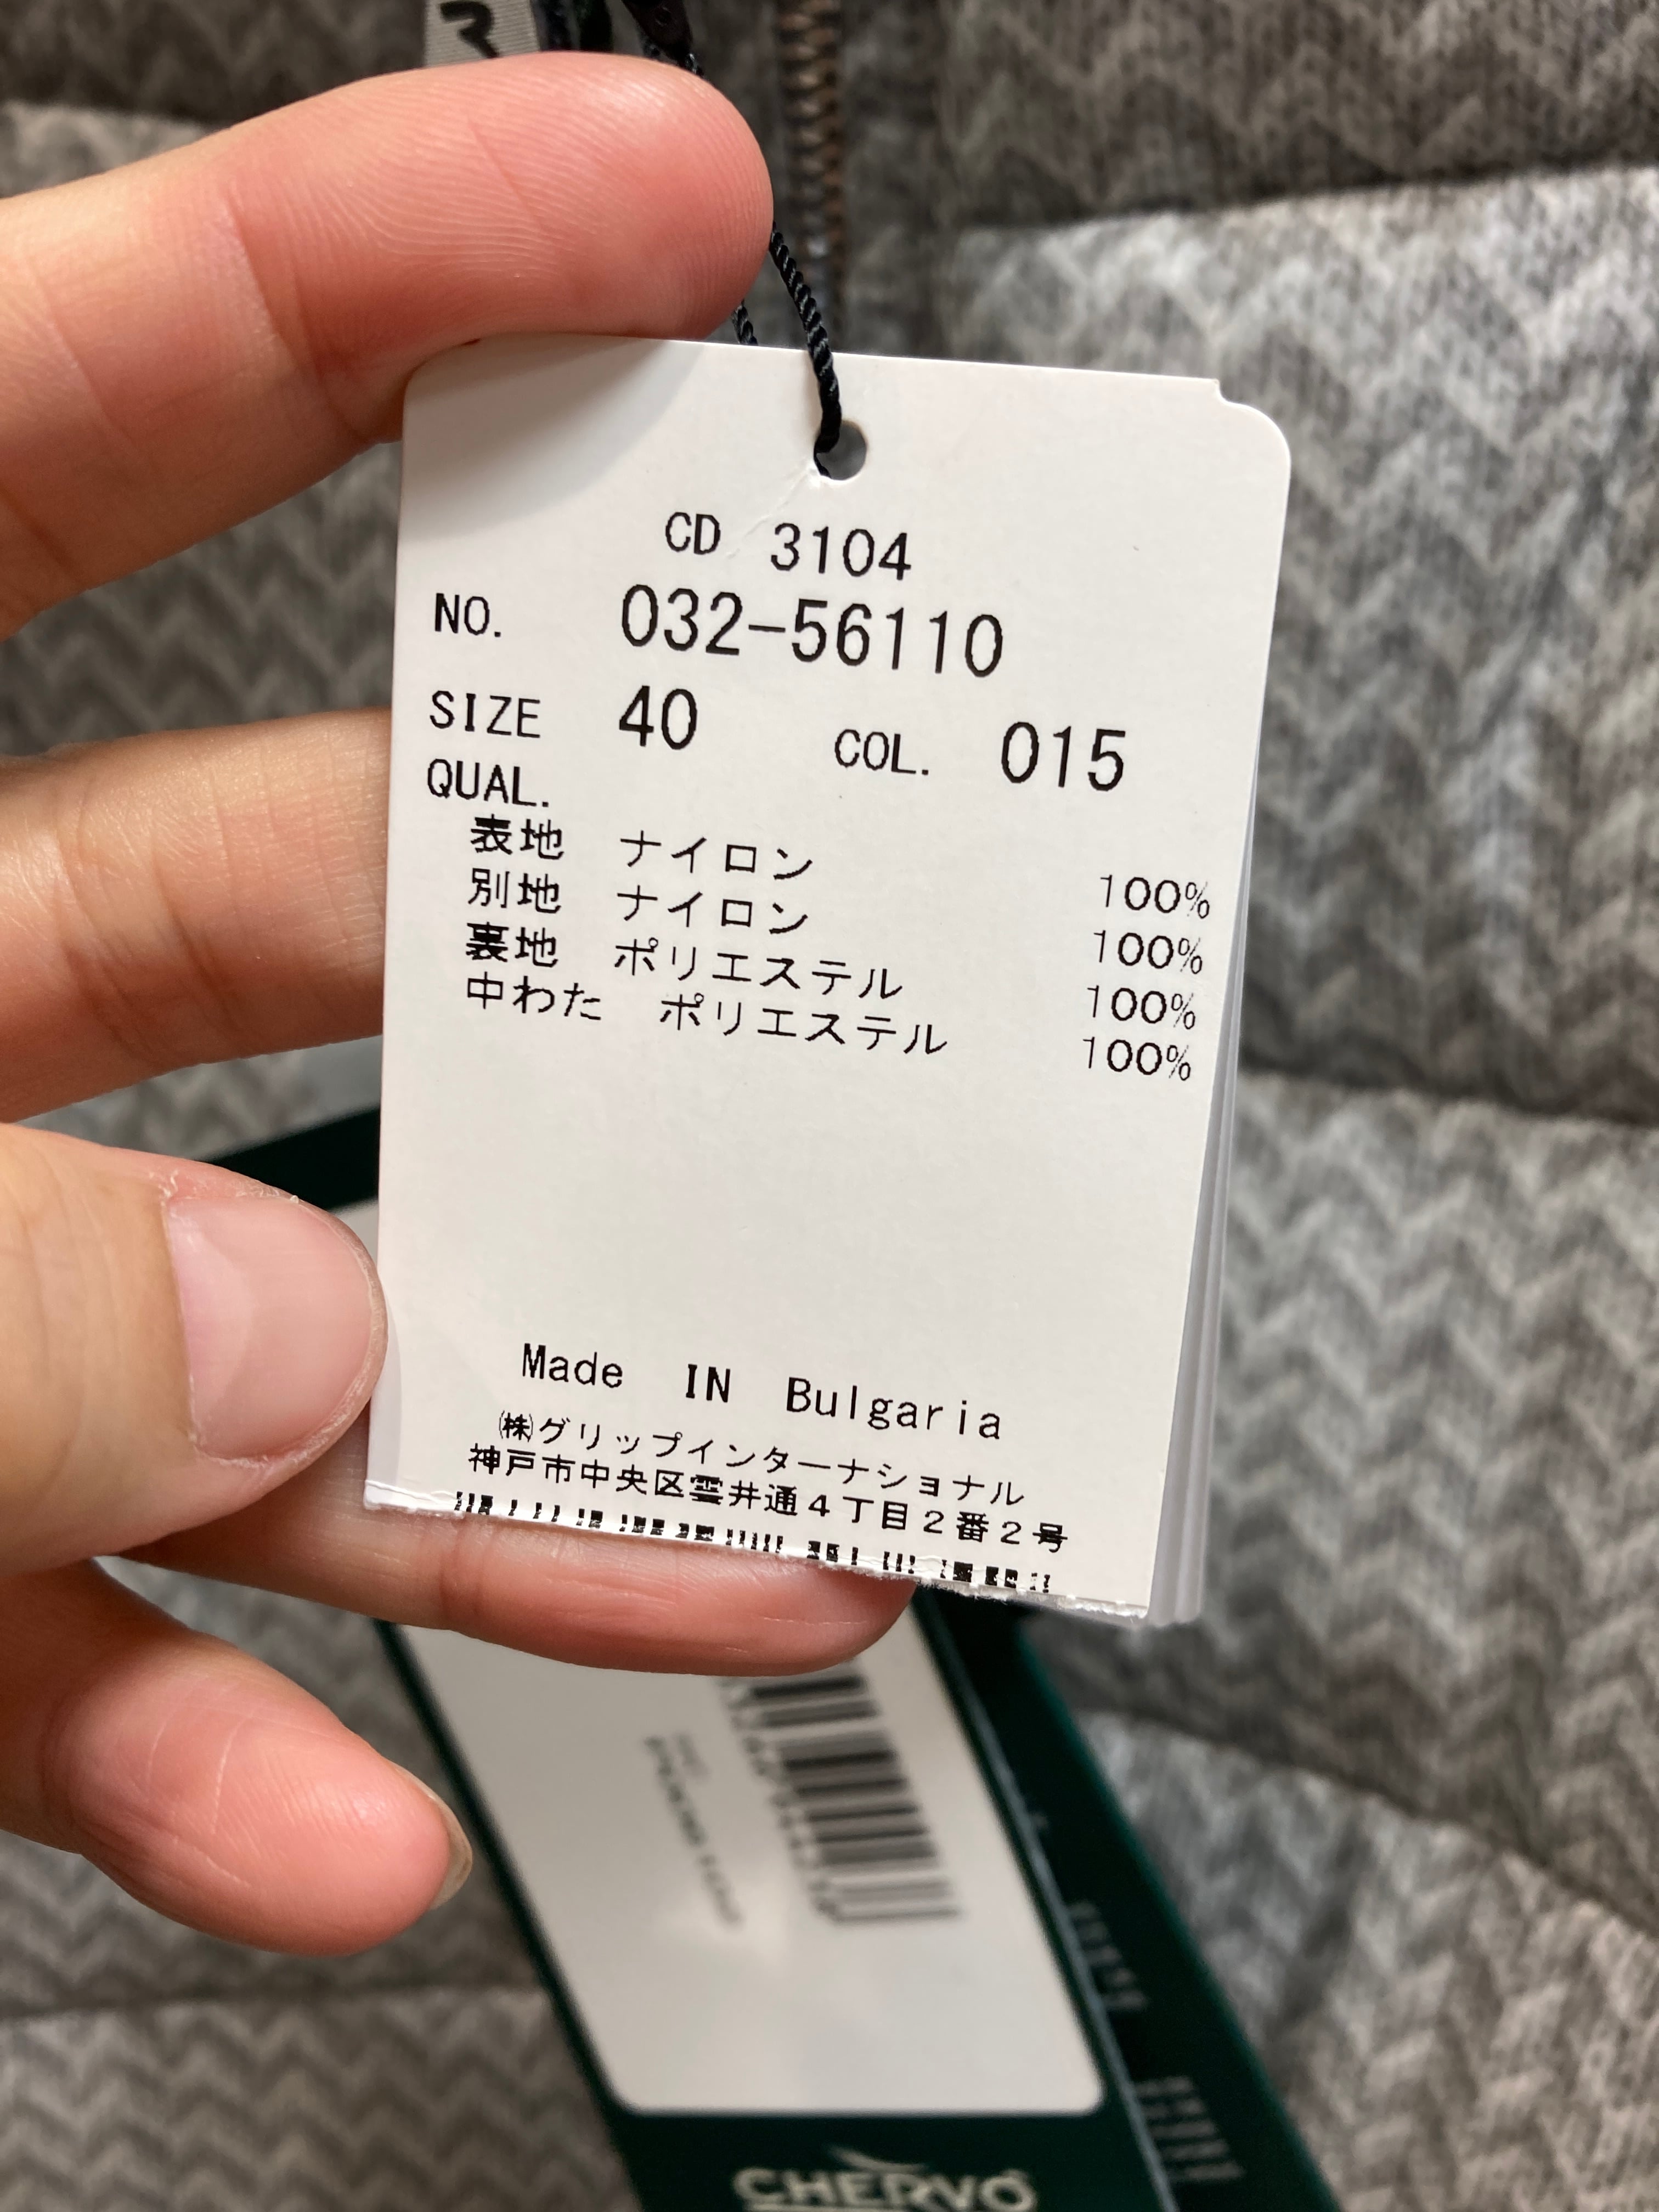 CD 3104
NO. 032-56110
SIZE 40 COL. 015
QUAL.
表地 ナイロン 100%
別地 ナイロン 100%
裏地 ポリエステル 100%
中わた ポリエステル 100%
Made IN Bulgaria
㈱グリップインターナショナル
神戸市中央区雲井通4丁目2番2号
CHERVO